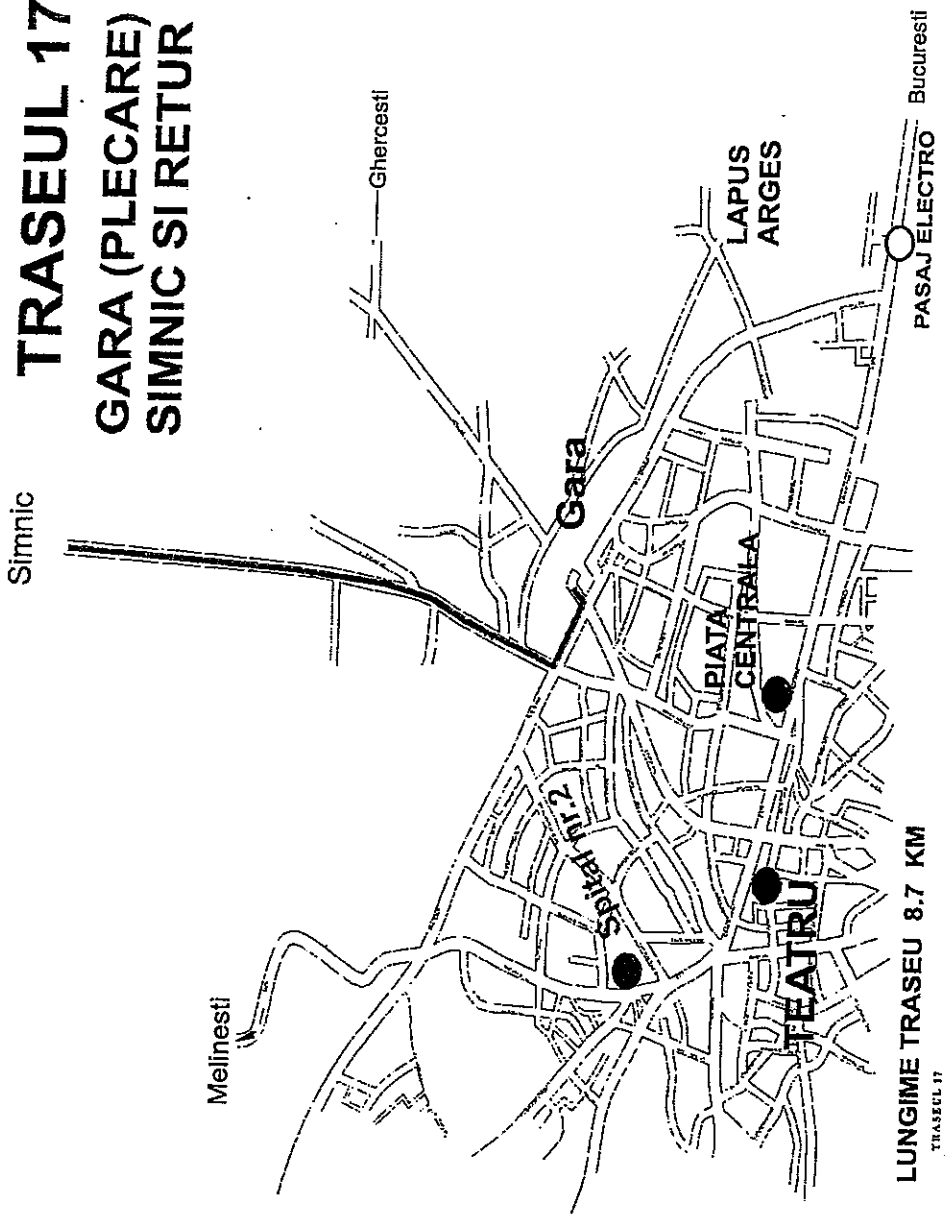 TRASEUL 17
GARA (PLECARE)
SIMNIC SI RETUR
Simnic
Ghercesti
Melinesti
Gara
LAPUS
ARGES
Spital nr.2
PIATA
CENTRALA
TEATRU
Bucuresti
PASAJ ELECTRO
LUNGIME TRASEU 8.7 KM
TRASEUL 17